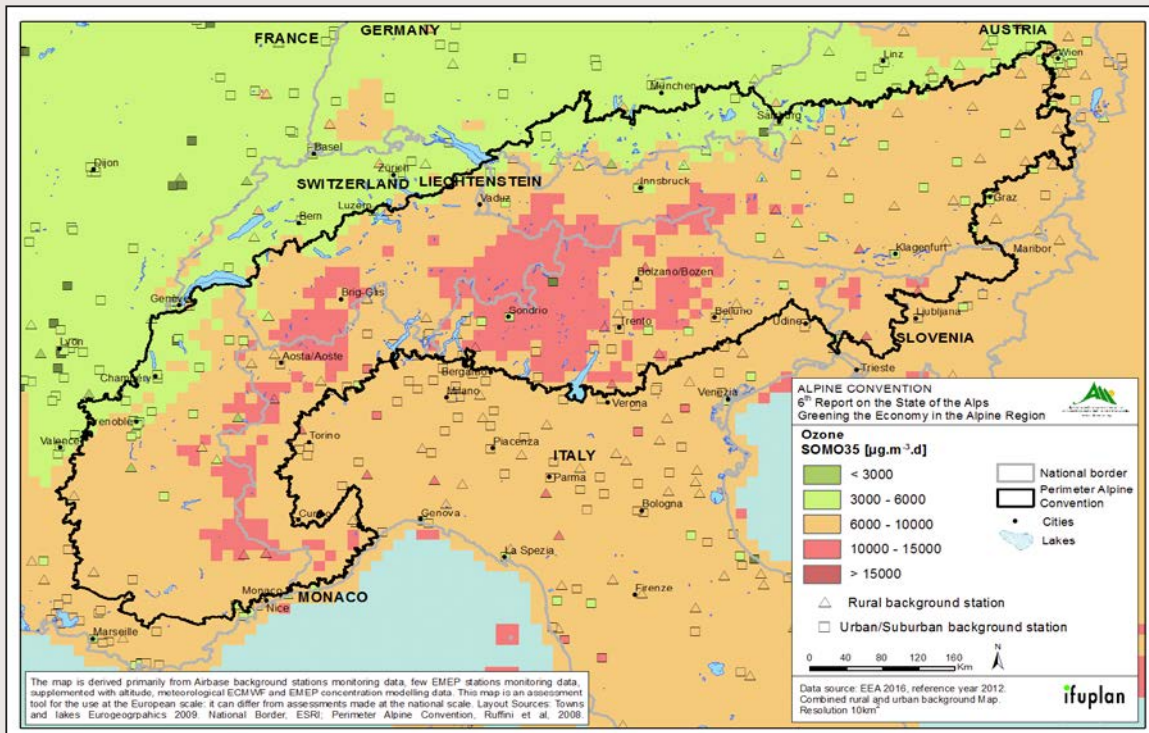 FRANCE
GERMANY
AUSTRIA
Linz
Wien
München
Salzburg
Basel
Dijon
Zürich
SWITZERLAND
LIECHTENSTEIN
Innsbruck
Vaduz
Luzern
Bern
Graz
Klagenfurt
Maribor
Genève
Brig-Glis
Bolzano/Bozen
Sondrio
Trento
Belluno
Udine
Ljubljana
SLOVENIA
Lyon
Aosta/Aoste
Chambéry
Trieste
Bergamo
Milano
Verona
Venezia
Grenoble
Valence
Torino
Piacenza
ITALY
Parma
Cuneo
Genova
Bologna
La Spezia
Firenze
Monaco
MONACO
Nice
Marseille
ALPINE CONVENTION
6th Report on the State of the Alps
Greening the Economy in the Alpine Region
Ozone
SOMO35 [µg.m-3.d]
< 3000
3000 - 6000
6000 - 10000
10000 - 15000
> 15000
National border
Perimeter Alpine
Convention
Cities
Lakes
Rural background station
Urban/Suburban background station
0 40 80 120 160
Km
N
Data source: EEA 2016, reference year 2012.
Combined rural and urban background Map.
Resolution 10km²
ifuplan
The map is derived primarily from Airbase background stations monitoring data, few EMEP stations monitoring data,
supplemented with altitude, meteorological ECMWF and EMEP concentration modelling data. This map is an assessment
tool for the use at the European scale: it can differ from assessments made at the national scale. Layout Sources: Towns
and lakes Eurogeogrpahics 2009. National Border, ESRI; Perimeter Alpine Convention, Ruffini et al, 2008.